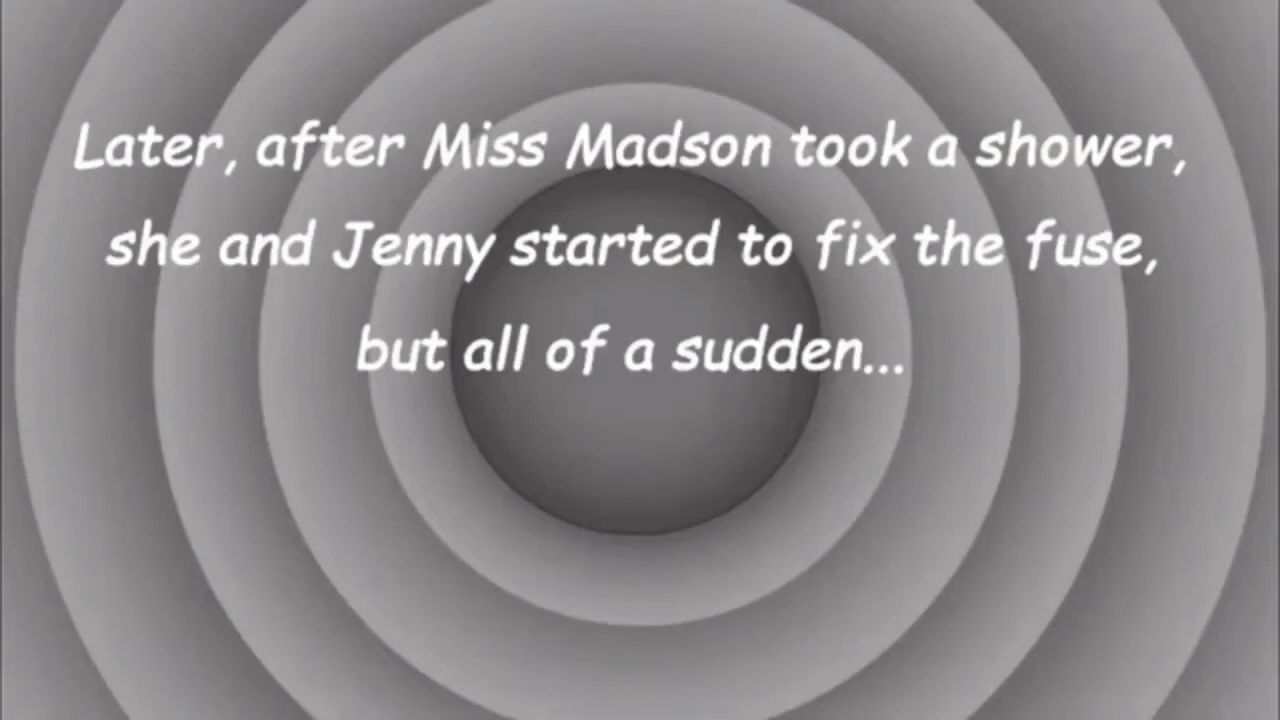 Later, after Miss Madson took a shower,
she and Jenny started to fix the fuse,
but all of a sudden...